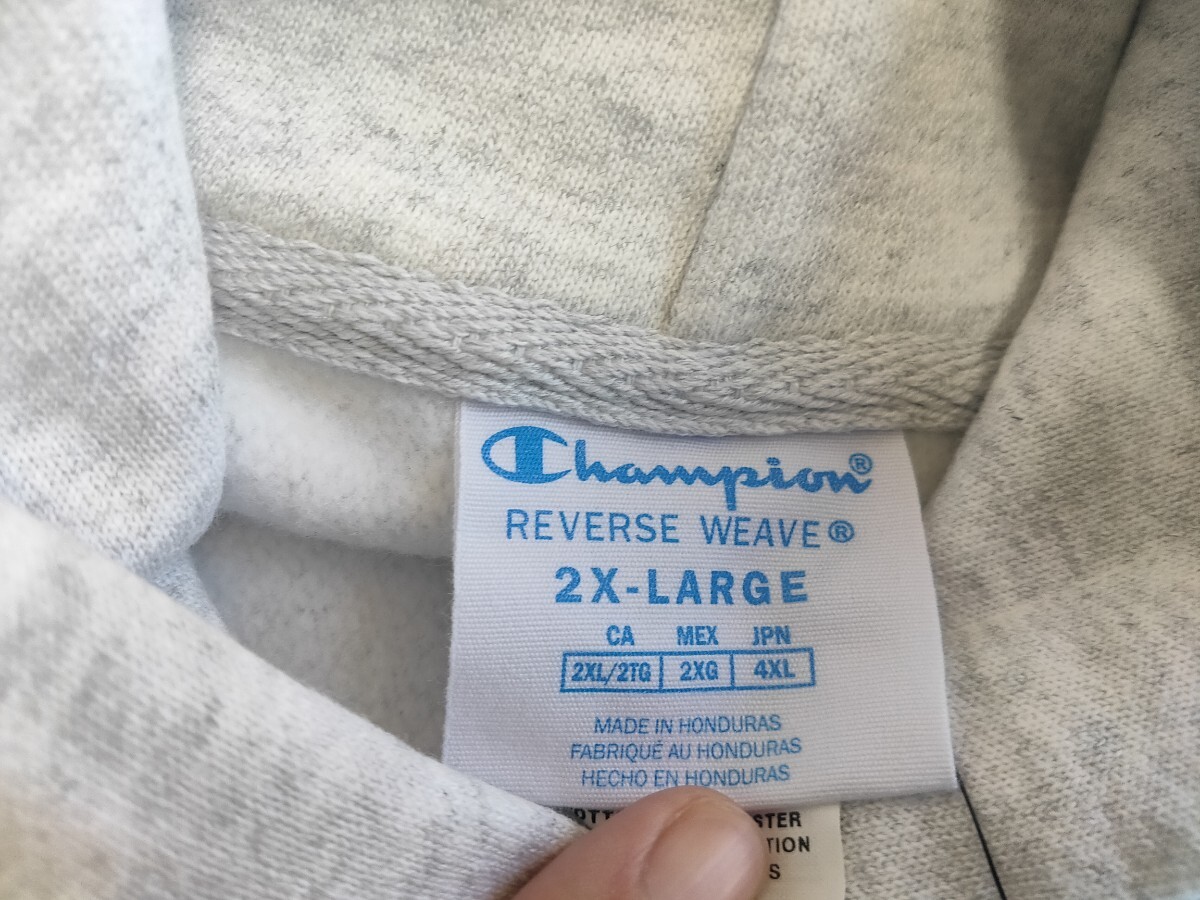 Champion®
REVERSE WEAVE®
2X-LARGE
CA MEX JPN
2XL/2TG 2XG 4XL
MADE IN HONDURAS
FABRIQUÉ AU HONDURAS
HECHO EN HONDURAS